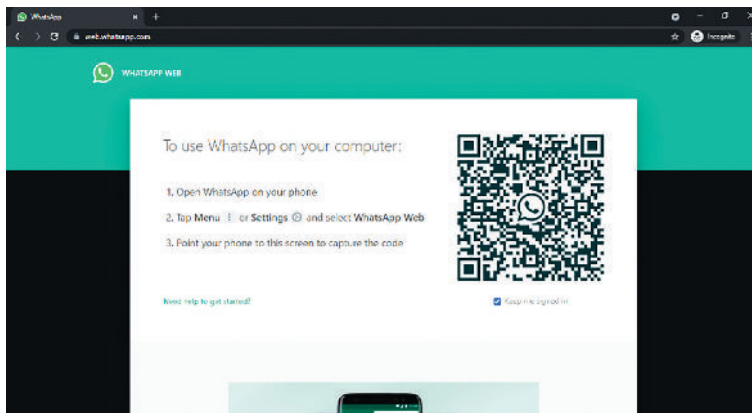 WhatsApp
web.whatsapp.com
Incognito
WHATSAPP WEB
To use WhatsApp on your computer:
1. Open WhatsApp on your phone
2. Tap Menu or Settings and select WhatsApp Web
3. Point your phone to this screen to capture the code
Need help to get started?
Keep me signed in